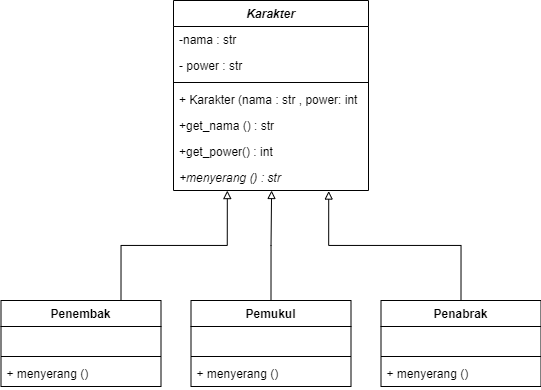 Karakter
-nama : str
- power : str
+ Karakter (nama : str , power: int
+get_nama () : str
+get_power() : int
+menyerang () : str
Penembak
Pemukul
Penabrak
+ menyerang ()
+ menyerang ()
+ menyerang ()